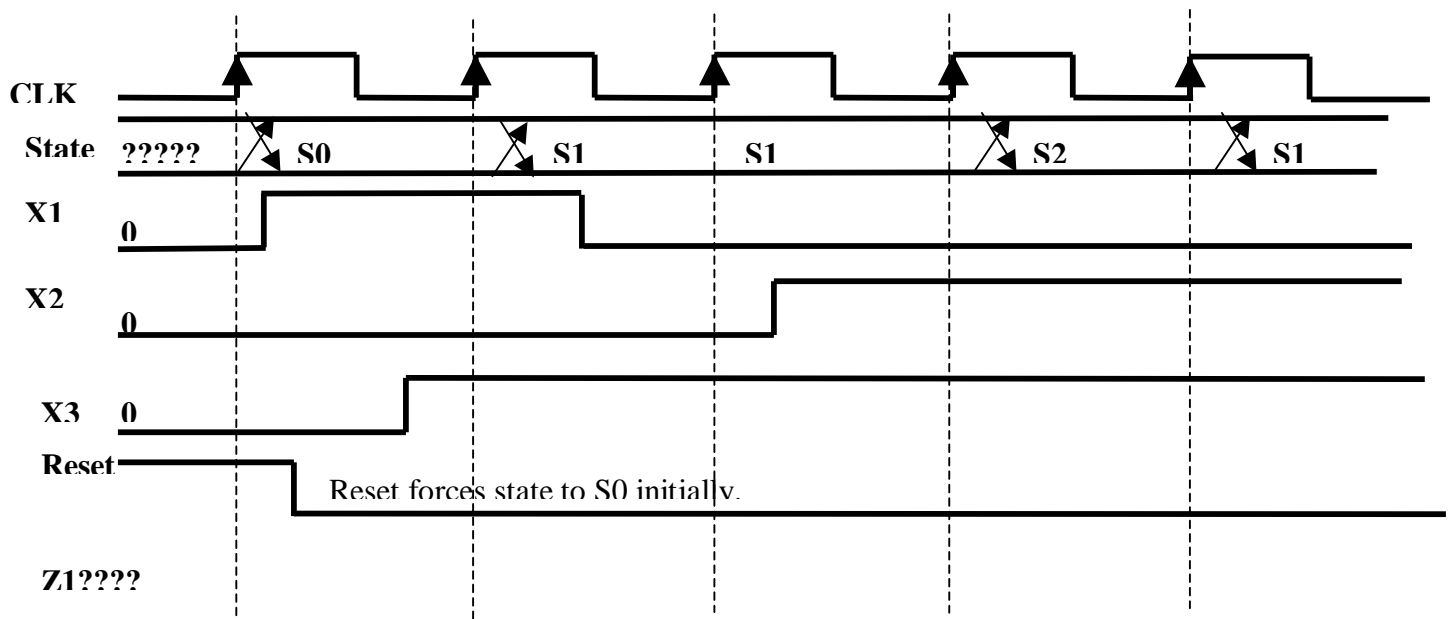 CLK
State ????? S0 S1 S1 S2 S1
X1 0
X2 0
X3 0
Reset
Reset forces state to S0 initially.
Z1????